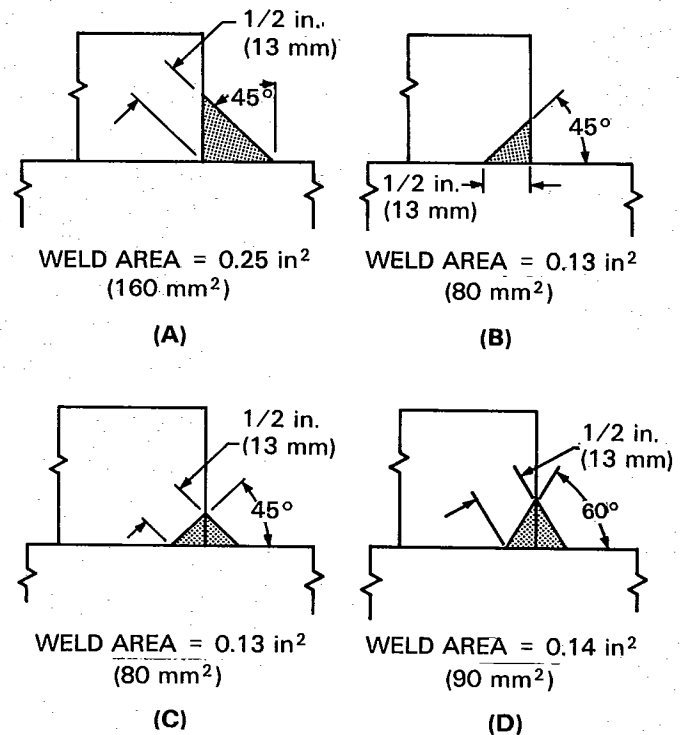 1/2 in.
(13 mm)
45°
WELD AREA = 0.25 in²
(160 mm²)
(A)
45°
1/2 in.
(13 mm)
WELD AREA = 0.13 in²
(80 mm²)
(B)
1/2 in.
(13 mm)
45°
WELD AREA = 0.13 in²
(80 mm²)
(C)
1/2 in.
(13 mm)
60°
WELD AREA = 0.14 in²
(90 mm²)
(D)